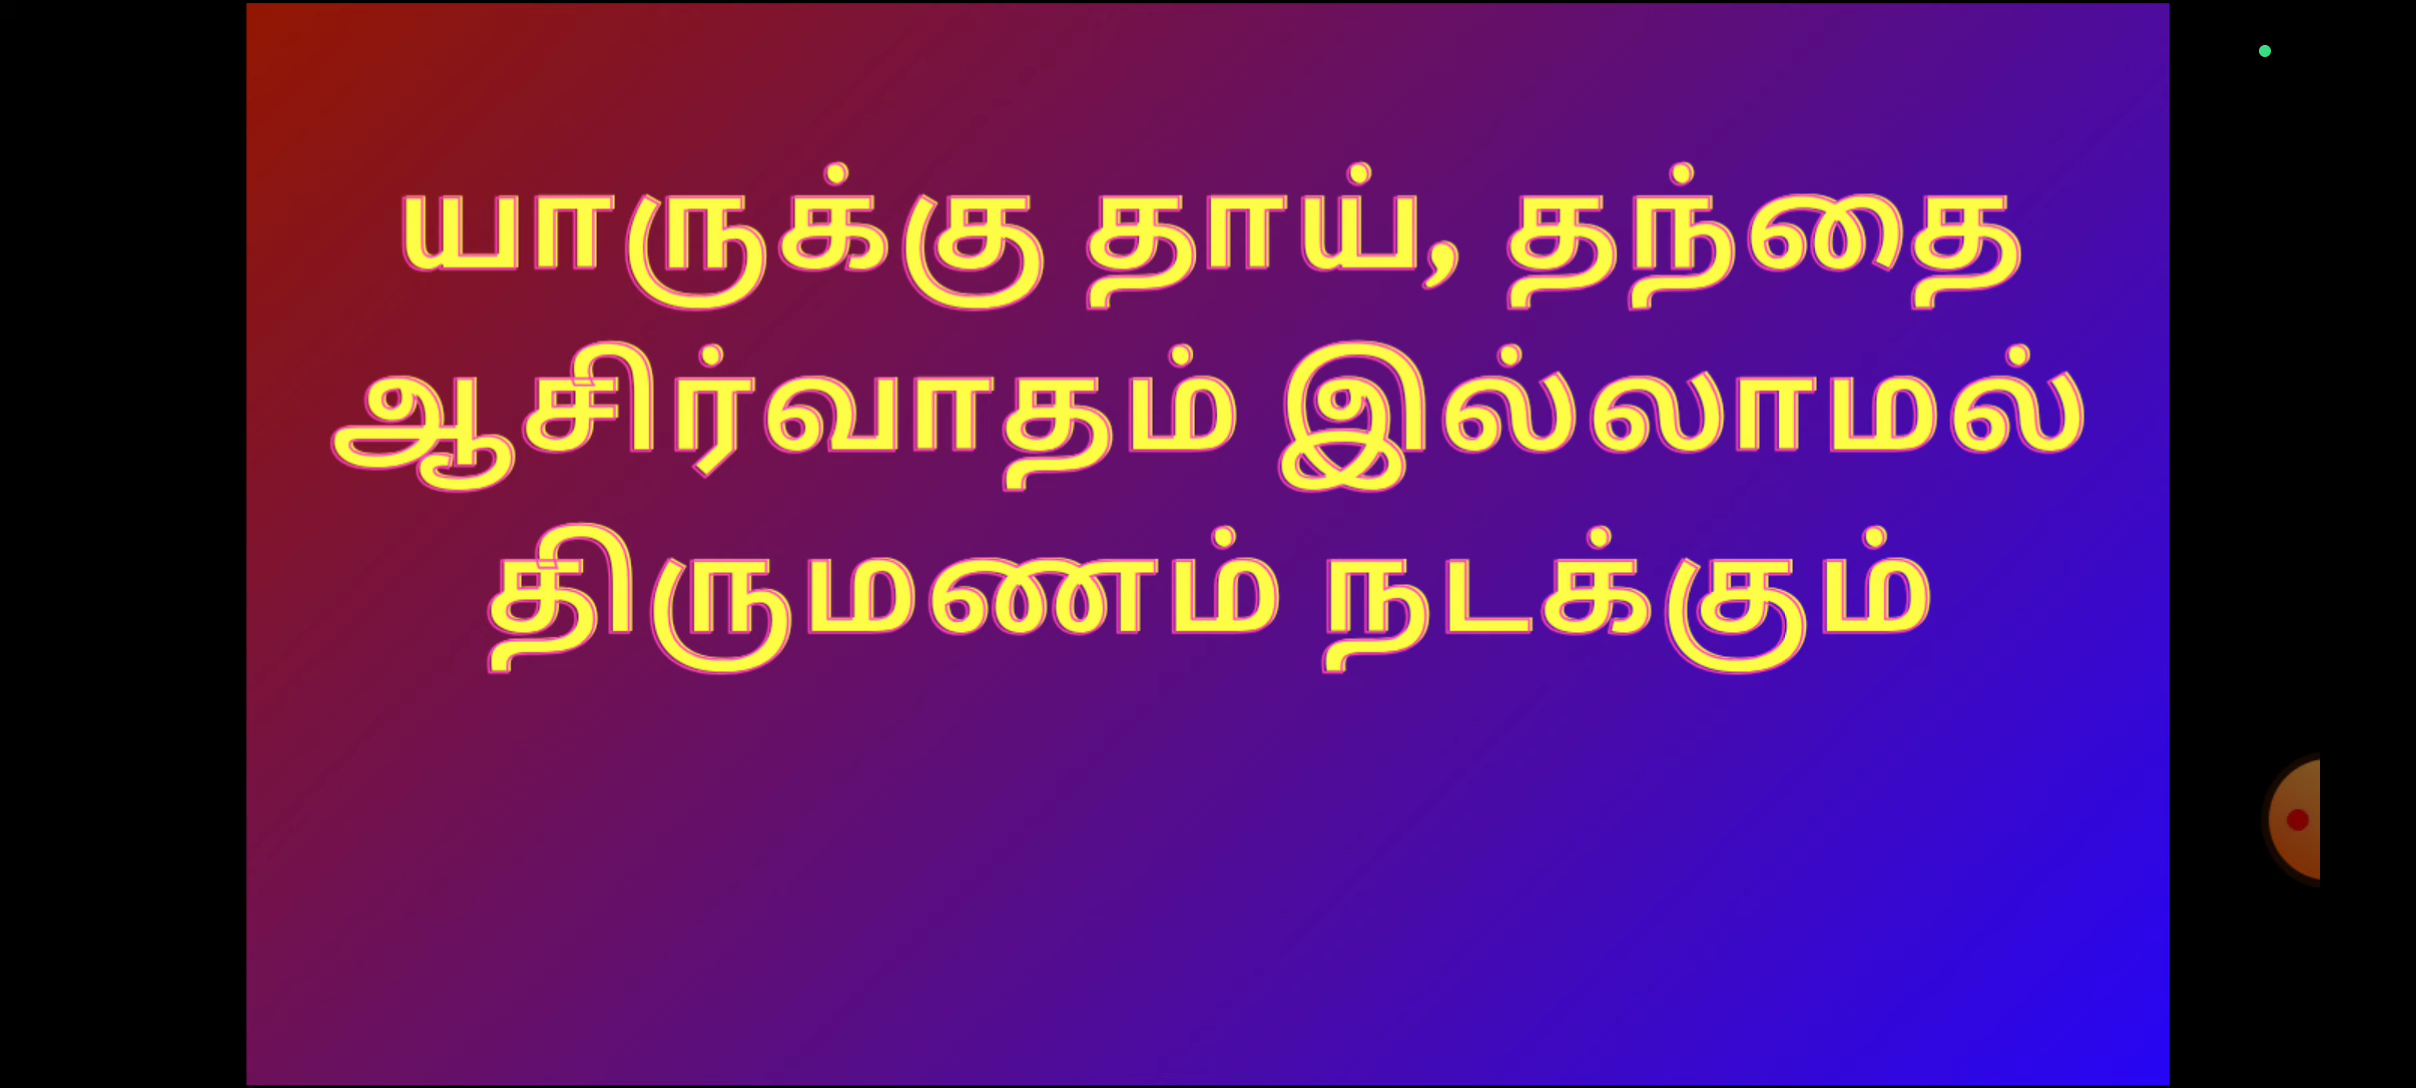 யாருக்கு தாய், தந்தை
ஆசிர்வாதம் இல்லாமல்
திருமணம் நடக்கும்